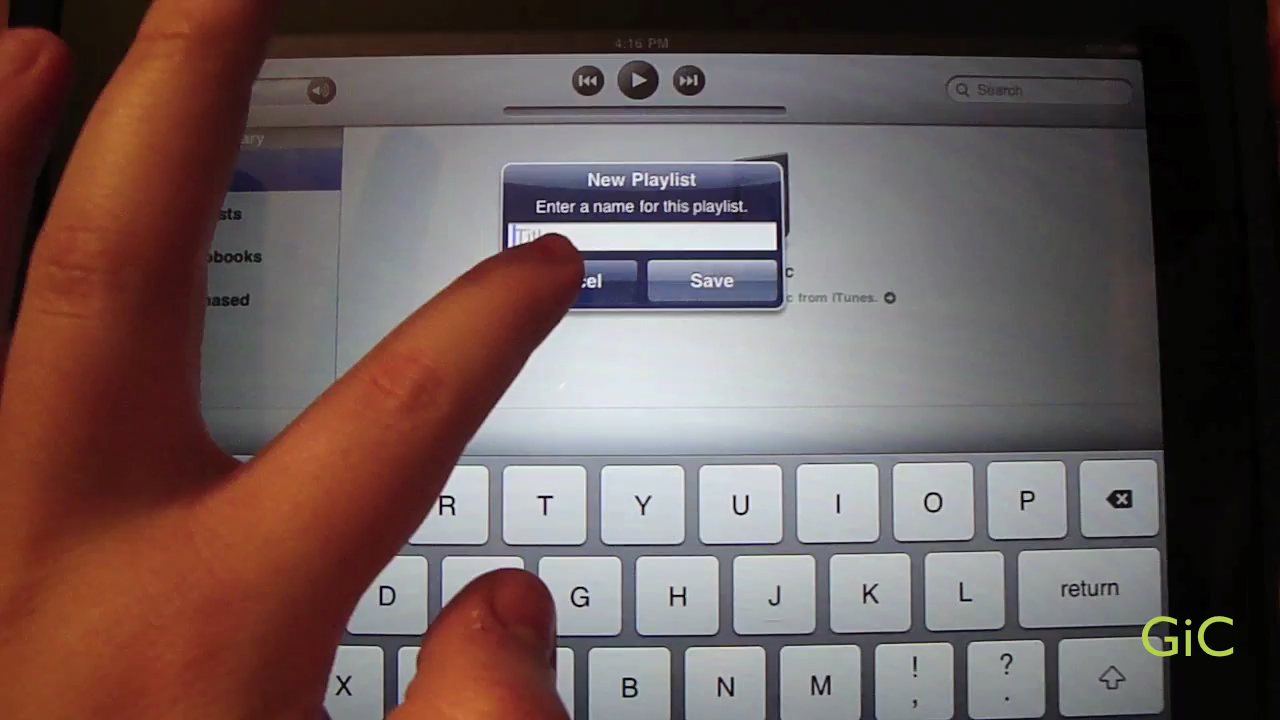 4:16 PM
Search
New Playlist
Enter a name for this playlist.
Save
from iTunes.
R T Y U I O P
D G H J K L return
X B N M ! , ? .
GiC